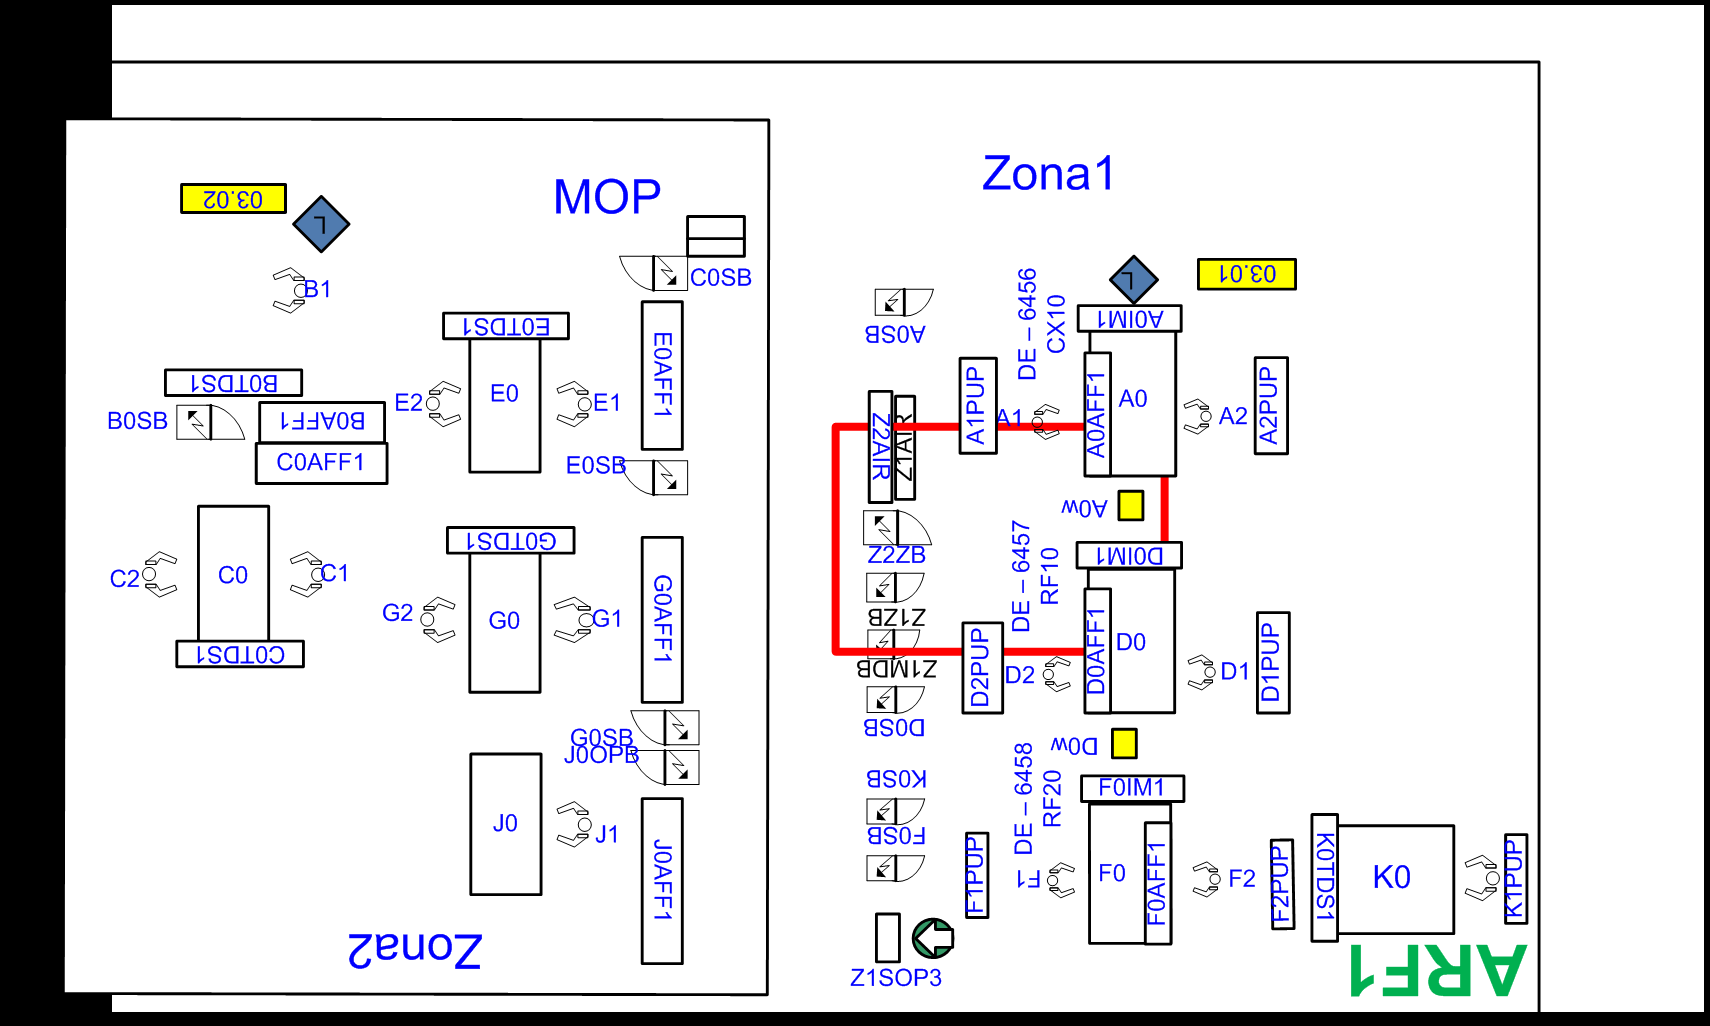 Zona1
MOP
03.02
L
B1
C0SB
E0TDS1
E0AFF1
B0TDS1
E2
E0
E1
B0SB
B0AFF1
C0AFF1
E0SB
G0TDS1
C2
C0
C1
G2
G0
G1
G0AFF1
C0TDS1
G0SB
J0OPB
J0
J1
J0AFF1
Zona2
DE – 6456
CX10
L
03.01
A0SB
A0IM1
A1PUP
A1
A0AFF1
A0
A2
A2PUP
Z2AIR
Z1AIR
A0w
Z2ZB
DE – 6457
RF10
D0IM1
Z1ZB
Z1MDB
D2PUP
D2
D0AFF1
D0
D1
D1PUP
D0SB
D0w
K0SB
DE – 6458
RF20
F0IM1
F0SB
F1PUP
F1
F0
F0AFF1
F2
F2PUP
K0TDS1
K0
K1PUP
Z1SOP3
ARF1